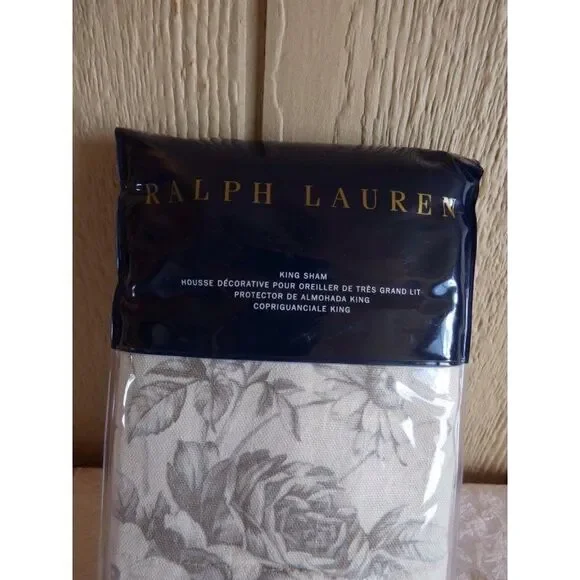 RALPH LAUREN
KING SHAM
HOUSSE DÉCORATIVE POUR OREILLER DE TRÈS GRAND LIT
PROTECTOR DE ALMOHADA KING
COPRIGUANCIALE KING